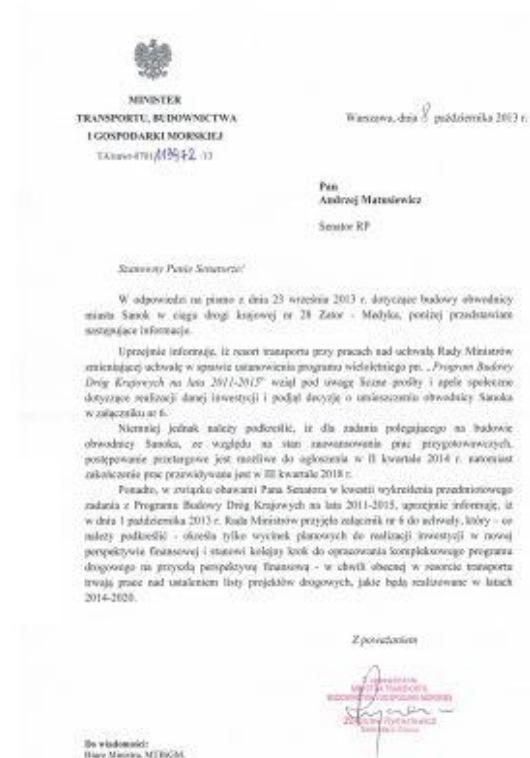 MINISTER
TRANSPORTU, BUDOWNICTWA
I GOSPODARKI MORSKIEJ
Warszawa, dnia 8 października 2013 r.
Pan
Andrzej Matusiewicz
Senator RP
Szanowny Panie Senatorze!
W odpowiedzi na pismo z dnia 23 września 2013 r. dotyczące budowy obwodnicy
miasta Sanok w ciągu drogi krajowej nr 28 Zator - Medyka, poniżej przedstawiam
następujące informacje.
Uprzejmie informuję, iż resort transportu przy pracach nad uchwałą Rady Ministrów
zmieniającej uchwałę w sprawie ustanowienia programu wieloletniego pn. „Program Budowy
Dróg Krajowych na lata 2011-2015” wziął pod uwagę liczne prośby i apele społeczne
dotyczące realizacji danej inwestycji i podjął decyzję o umieszczeniu obwodnicy Sanoka
w załączniku nr 6.
Niemniej jednak należy podkreślić, iż dla zadania polegającego na budowie
obwodnicy Sanoka, ze względu na stan zaawansowania prac przygotowawczych,
postępowanie przetargowe jest możliwe do ogłoszenia w II kwartale 2014 r. natomiast
zakończenie prac przewidywane jest w III kwartale 2018 r.
Ponadto, w związku obawami Pana Senatora w kwestii wykreślenia przedmiotowego
zadania z Programu Budowy Dróg Krajowych na lata 2011-2015, uprzejmie informuję, iż
w dniu 1 października 2013 r. Rada Ministrów przyjęła załącznik nr 6 do uchwały, który – co
należy podkreślić - określa tylko wycinek planowanych do realizacji inwestycji w nowej
perspektywie finansowej i stanowi kolejny krok do opracowania kompleksowego programu
drogowego na przyszłą perspektywę finansową - w chwili obecnej w resorcie transportu
trwają prace nad ustaleniem listy projektów drogowych, jakie będą realizowane w latach
2014-2020.
Z poważaniem
Do wiadomości:
Biuro Ministra, MTBiGM.